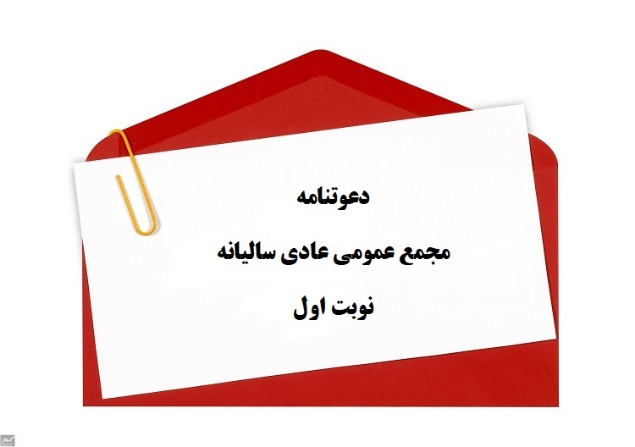 دعوتنامه
مجمع عمومی عادی سالیانه
نوبت اول